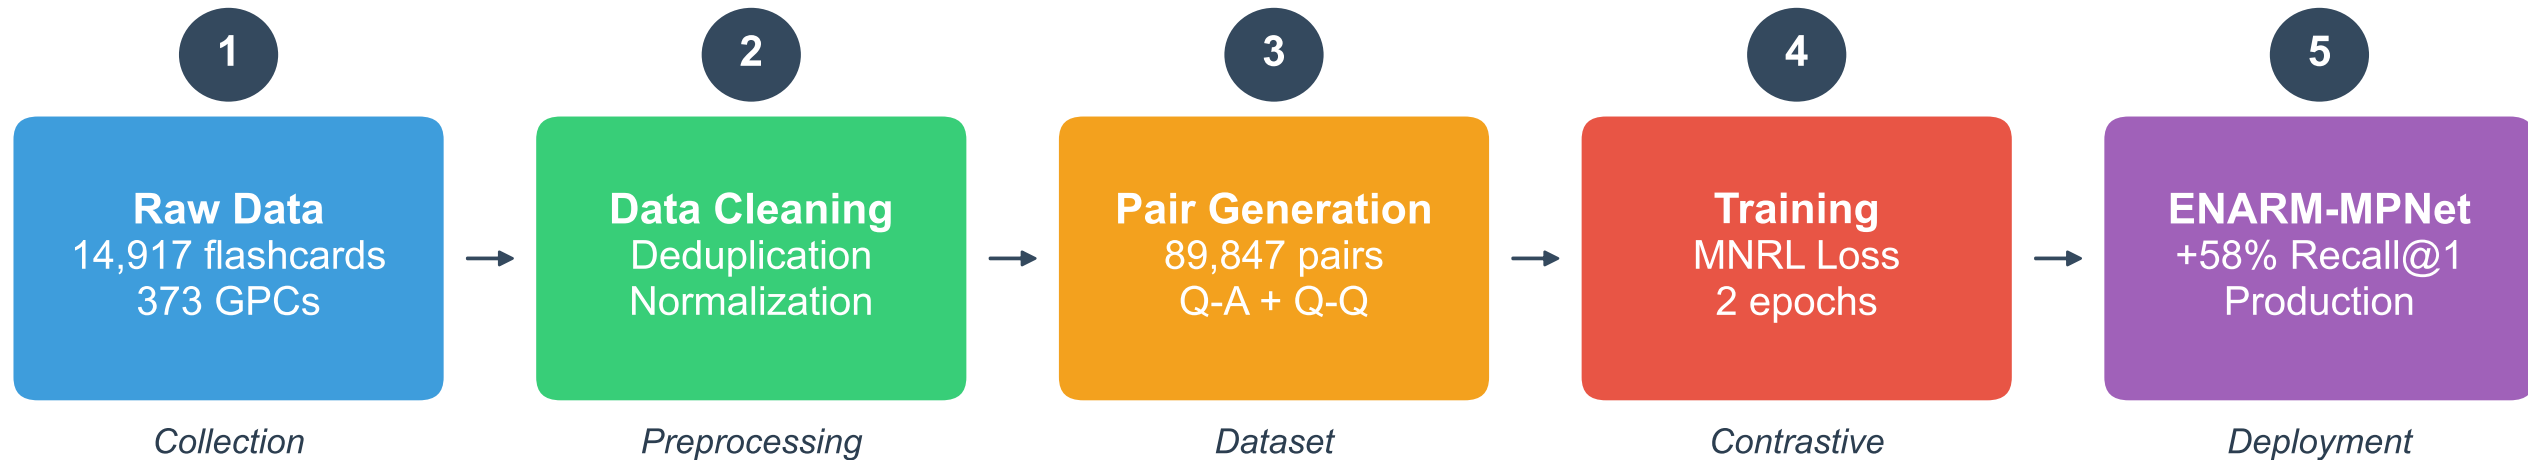 1
Raw Data
14,917 flashcards
373 GPCs
Collection
2
Data Cleaning
Deduplication
Normalization
Preprocessing
3
Pair Generation
89,847 pairs
Q-A + Q-Q
Dataset
4
Training
MNRL Loss
2 epochs
Contrastive
5
ENARM-MPNet
+58% Recall@1
Production
Deployment